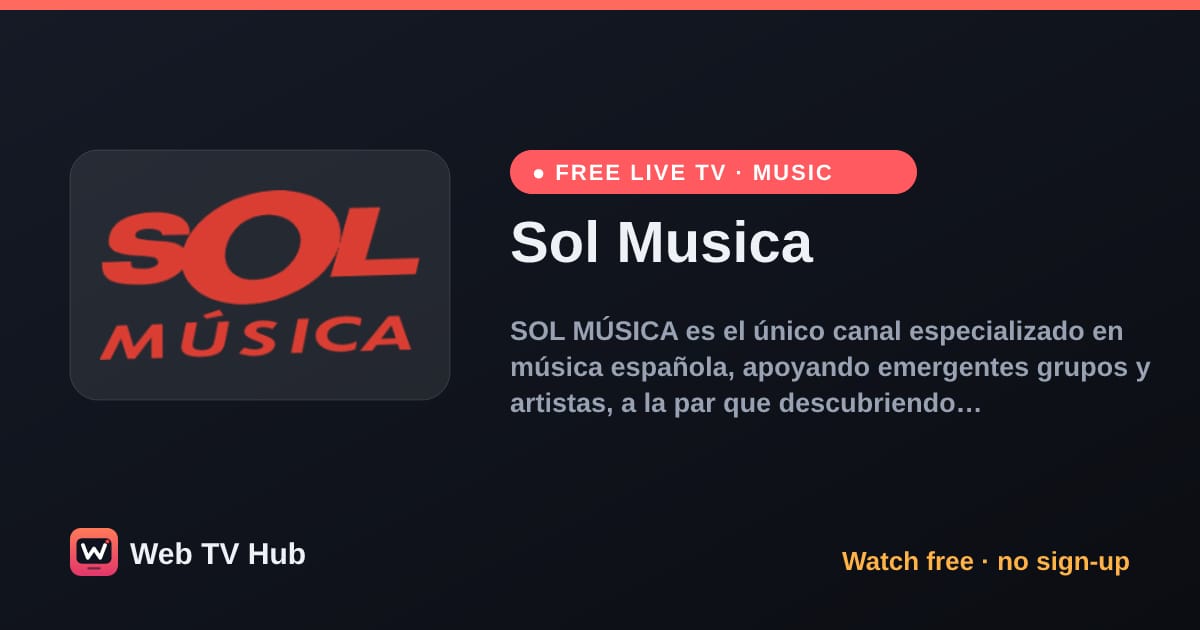 SOL
MÚSICA
• FREE LIVE TV · MUSIC
Sol Musica
SOL MÚSICA es el único canal especializado en
música española, apoyando emergentes grupos y
artistas, a la par que descubriendo…
W
Web TV Hub
Watch free · no sign-up